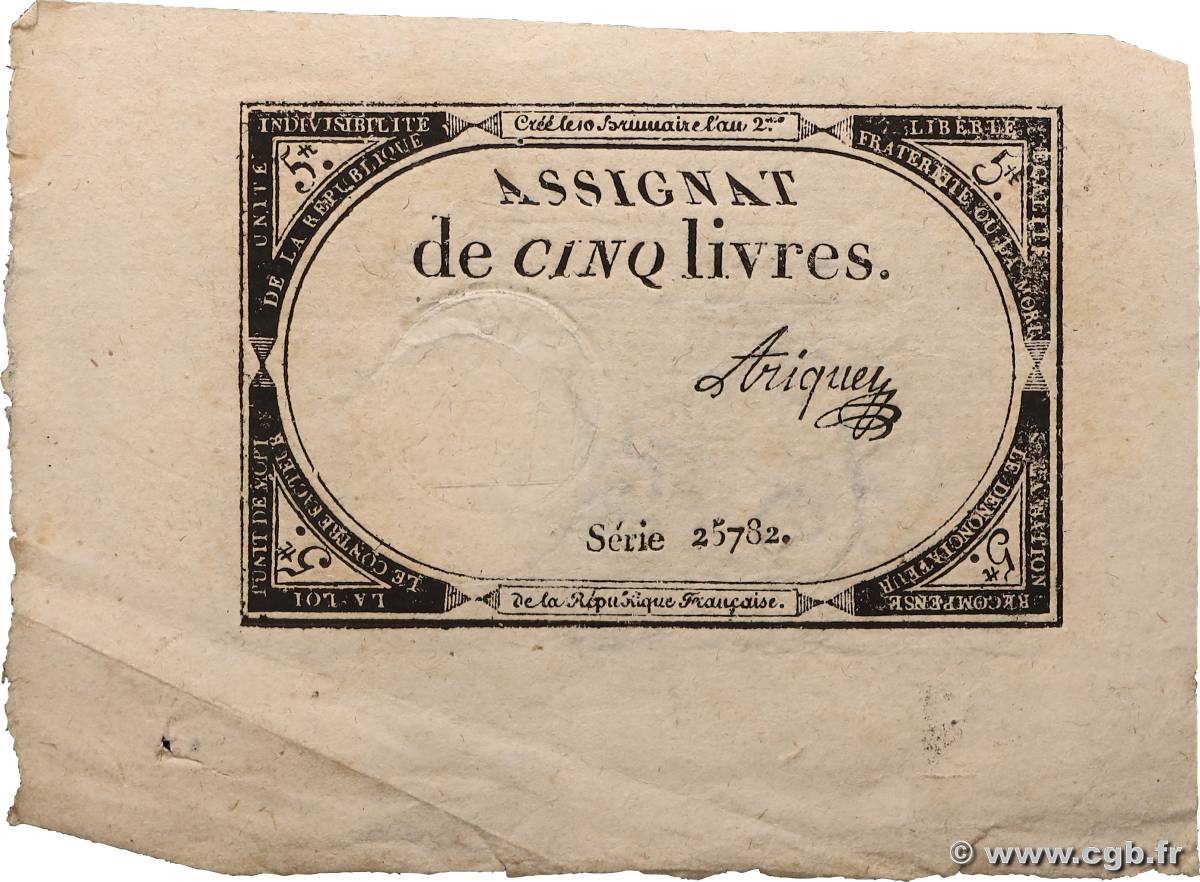 Créé le 10 brumaire l'an 2.me
INDIVISIBILITÉ
UNITÉ
DE LA RÉPUBLIQUE
5#
LIBERTÉ
ÉGALITÉ
FRATERNITÉ OU LA MORT
5#
ASSIGNAT
de CINQ livres.
Ariquey
Série 25782.
LA LOI
PUNIT DE MORT
LE CONTREFACTEUR
5#
LA NATION
RÉCOMPENSE
LE DÉNONCIATEUR
5#
de la République Française.
© www.cgb.fr